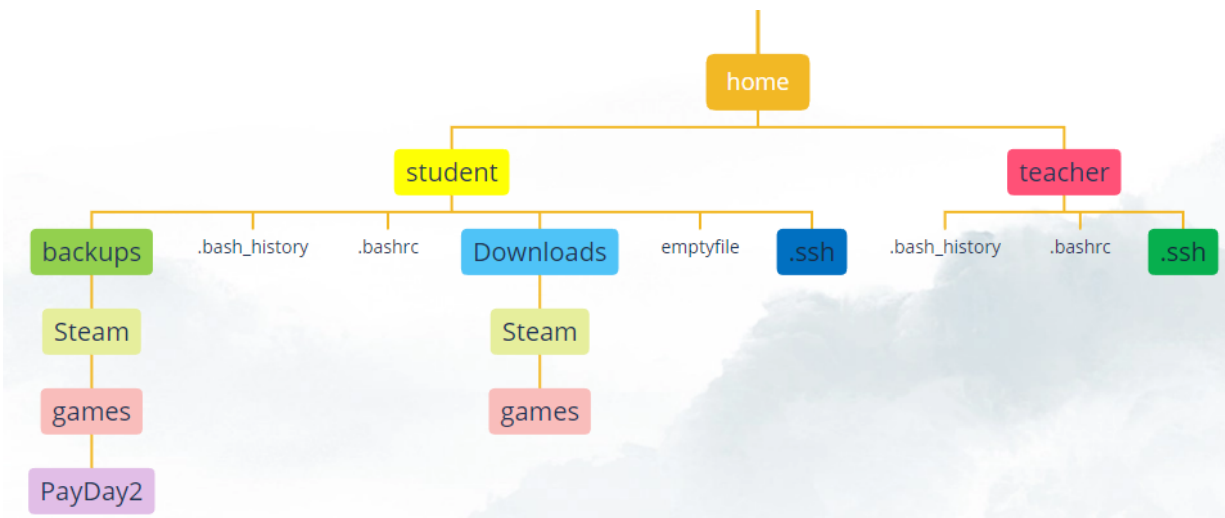 home
student
teacher
backups
.bash_history
.bashrc
Downloads
emptyfile
.ssh
.bash_history
.bashrc
.ssh
Steam
Steam
games
games
PayDay2